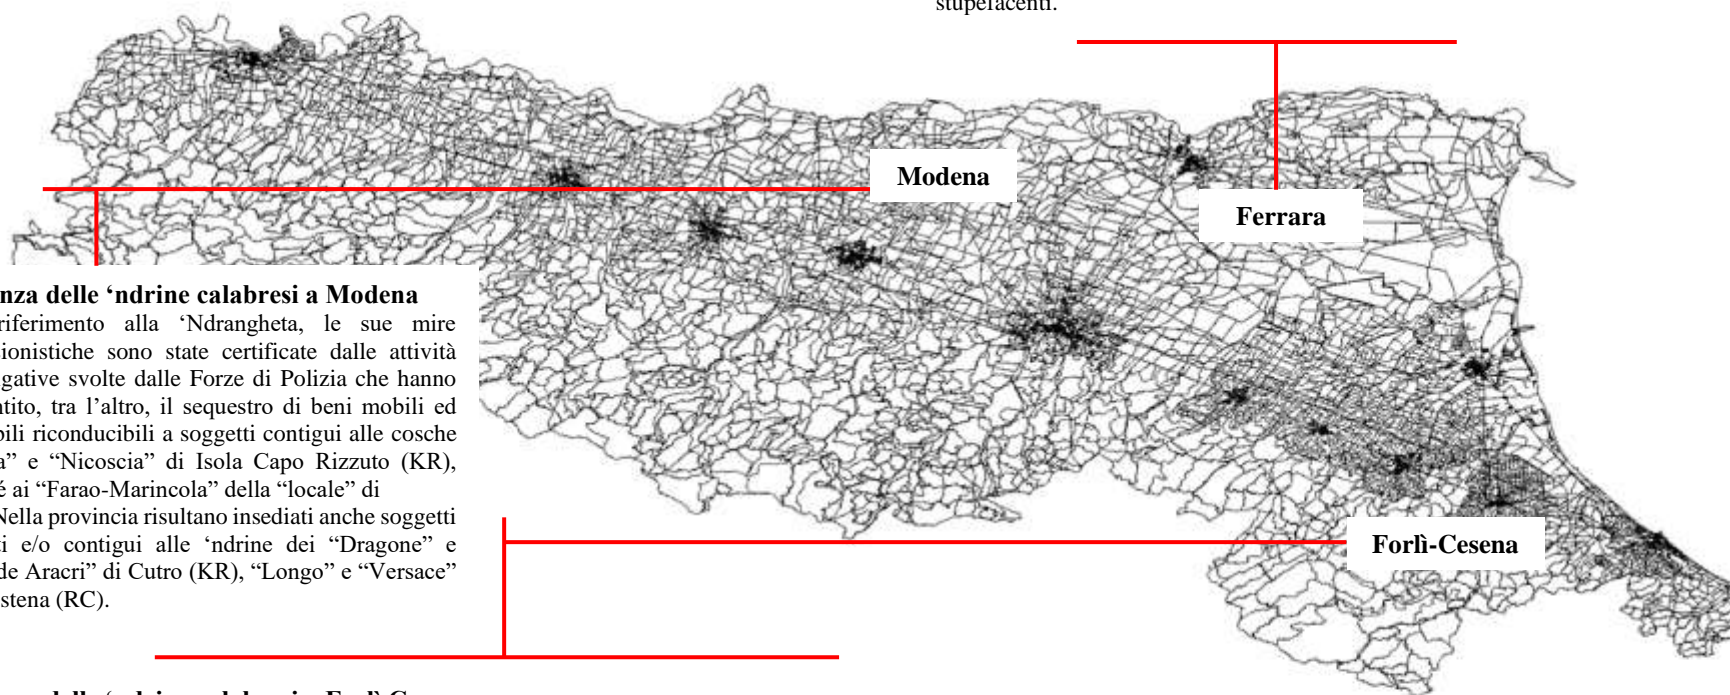 stupefacenti.
Modena
Ferrara
nza delle ‘ndrine calabresi a Modena
riferimento alla ‘Ndrangheta, le sue mire
ionistiche sono state certificate dalle attività
gative svolte dalle Forze di Polizia che hanno
ntito, tra l’altro, il sequestro di beni mobili ed
bili riconducibili a soggetti contigui alle cosche
a” e “Nicoscia” di Isola Capo Rizzuto (KR),
é ai “Farao-Marincola” della “locale” di
Nella provincia risultano insediati anche soggetti
ti e/o contigui alle ‘ndrine dei “Dragone” e
de Aracri” di Cutro (KR), “Longo” e “Versace”
stena (RC).
Forlì-Cesena